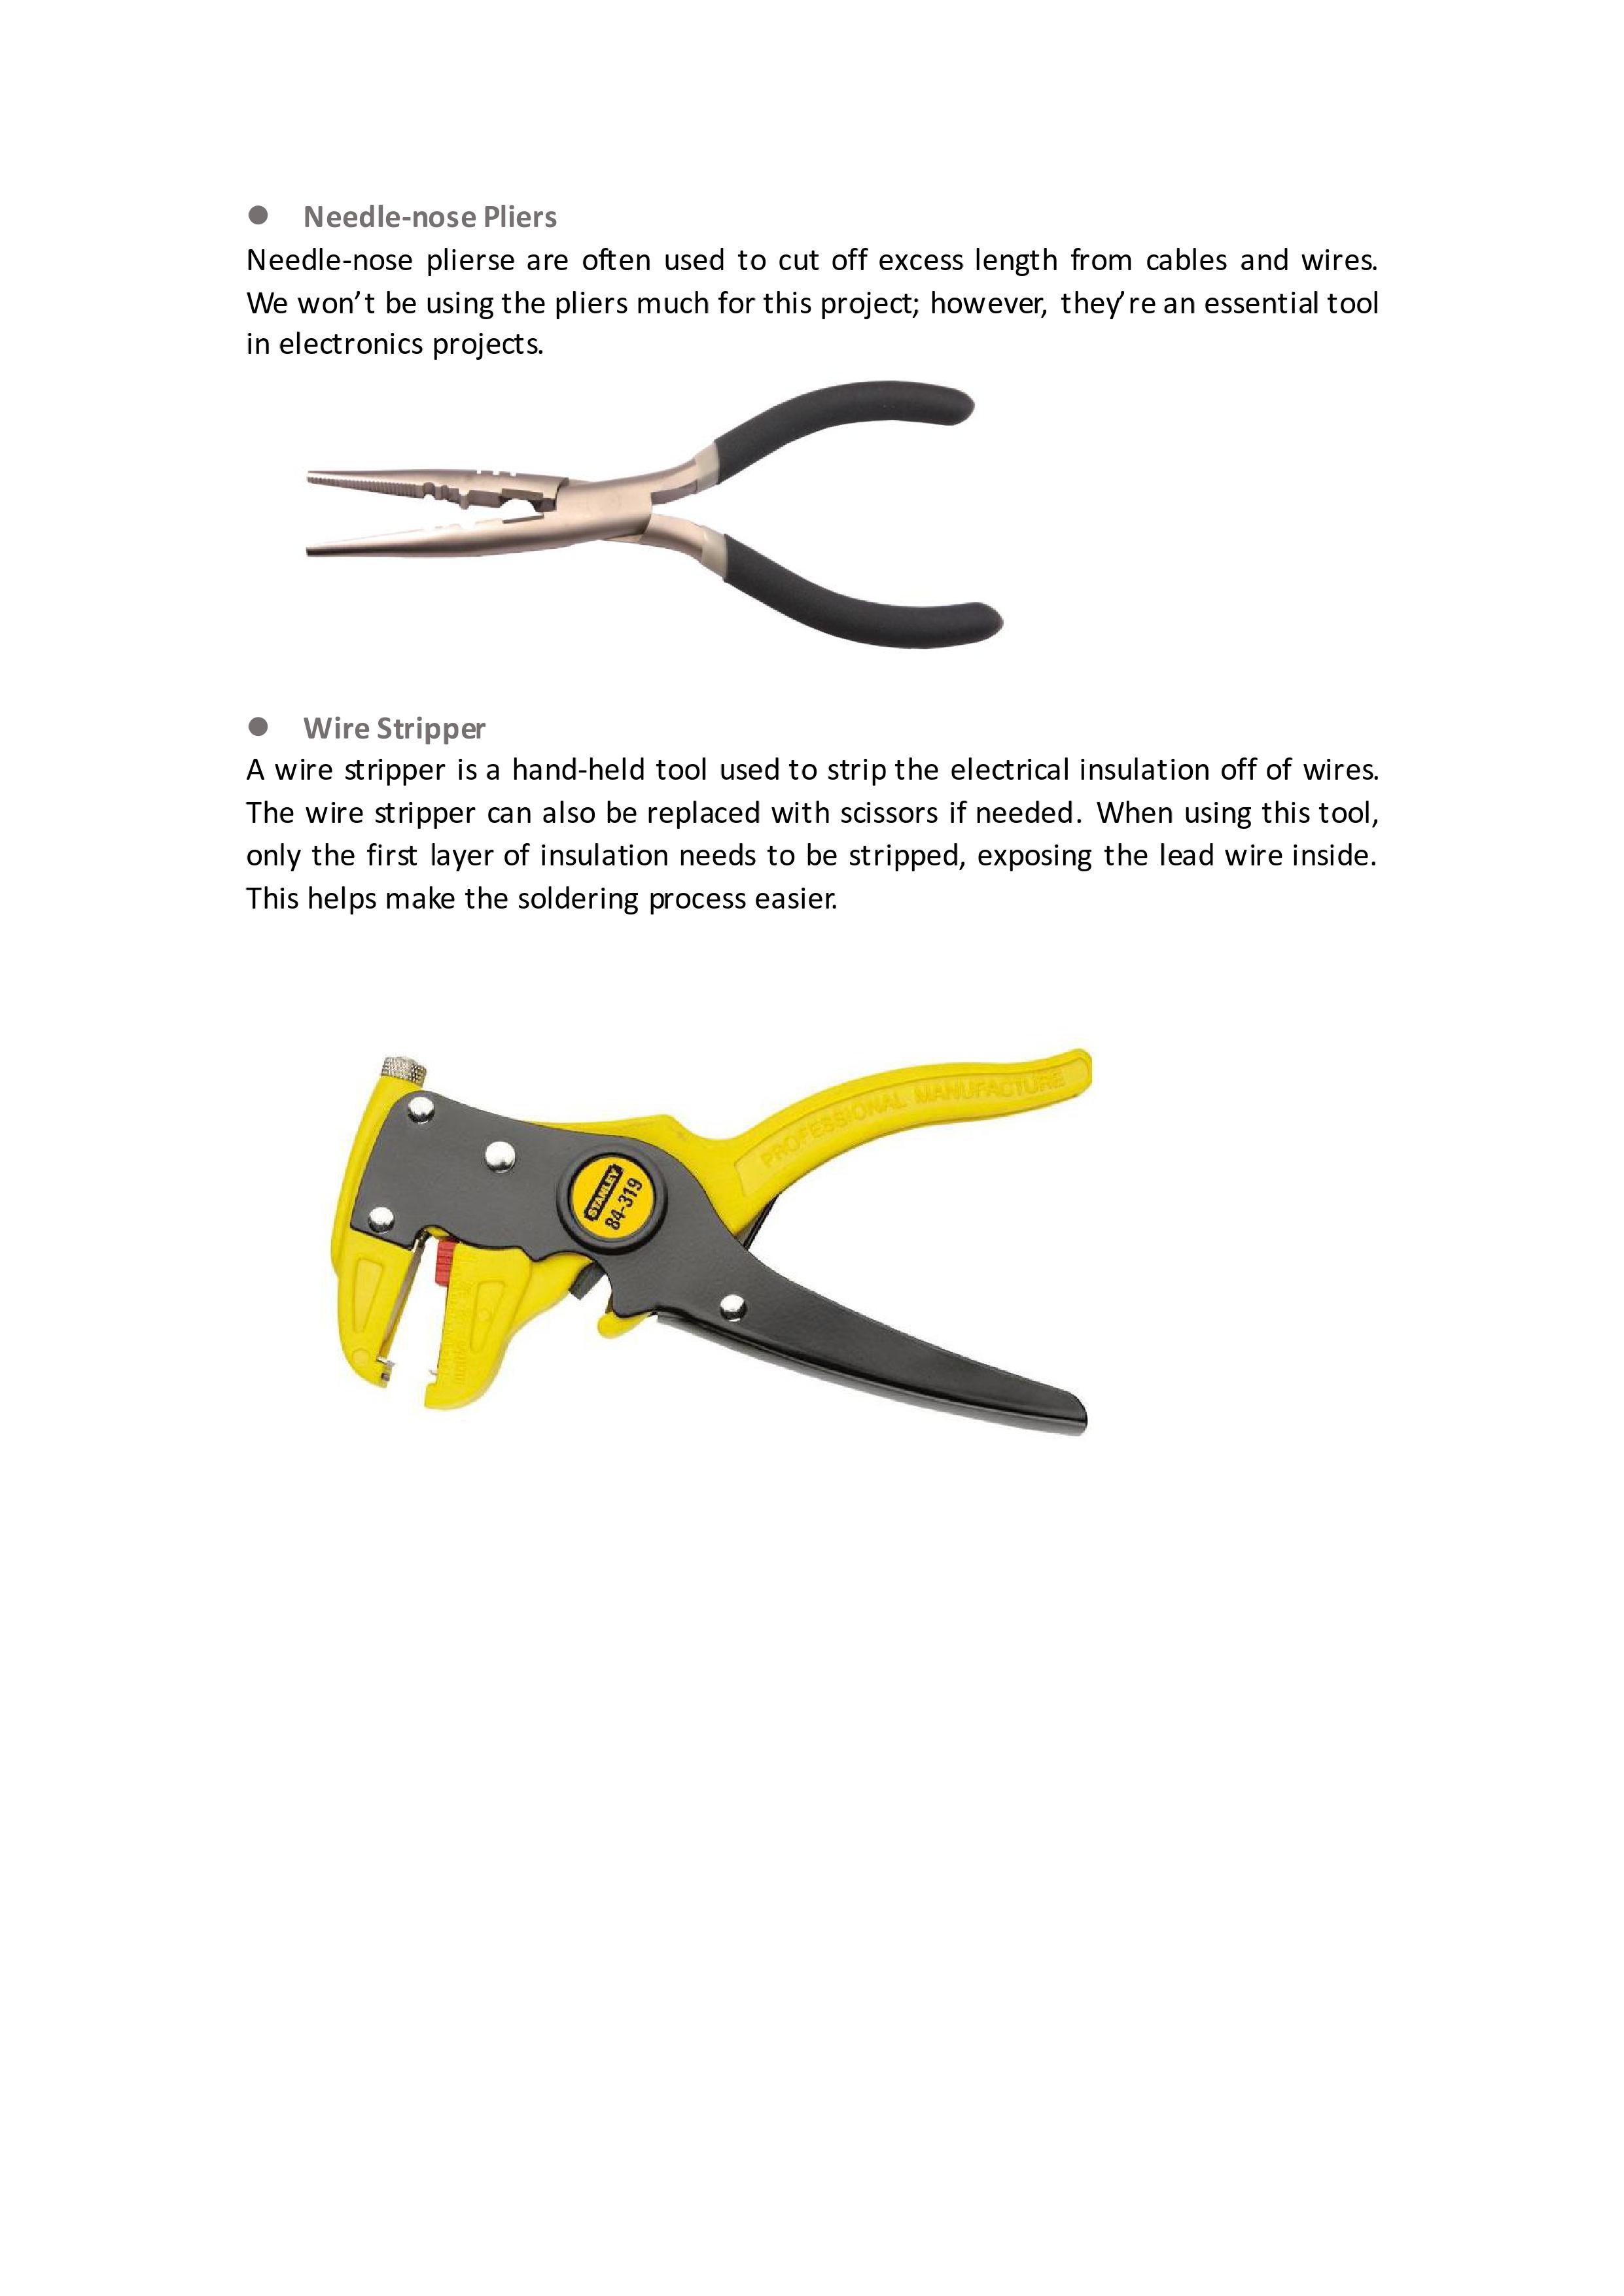 ● Needle-nose Pliers
Needle-nose plierse are often used to cut off excess length from cables and wires.
We won’t be using the pliers much for this project; however, they’re an essential tool
in electronics projects.
● Wire Stripper
A wire stripper is a hand-held tool used to strip the electrical insulation off of wires.
The wire stripper can also be replaced with scissors if needed. When using this tool,
only the first layer of insulation needs to be stripped, exposing the lead wire inside.
This helps make the soldering process easier.
PROFESSIONAL MANUFACTURE
STANLEY
84-319